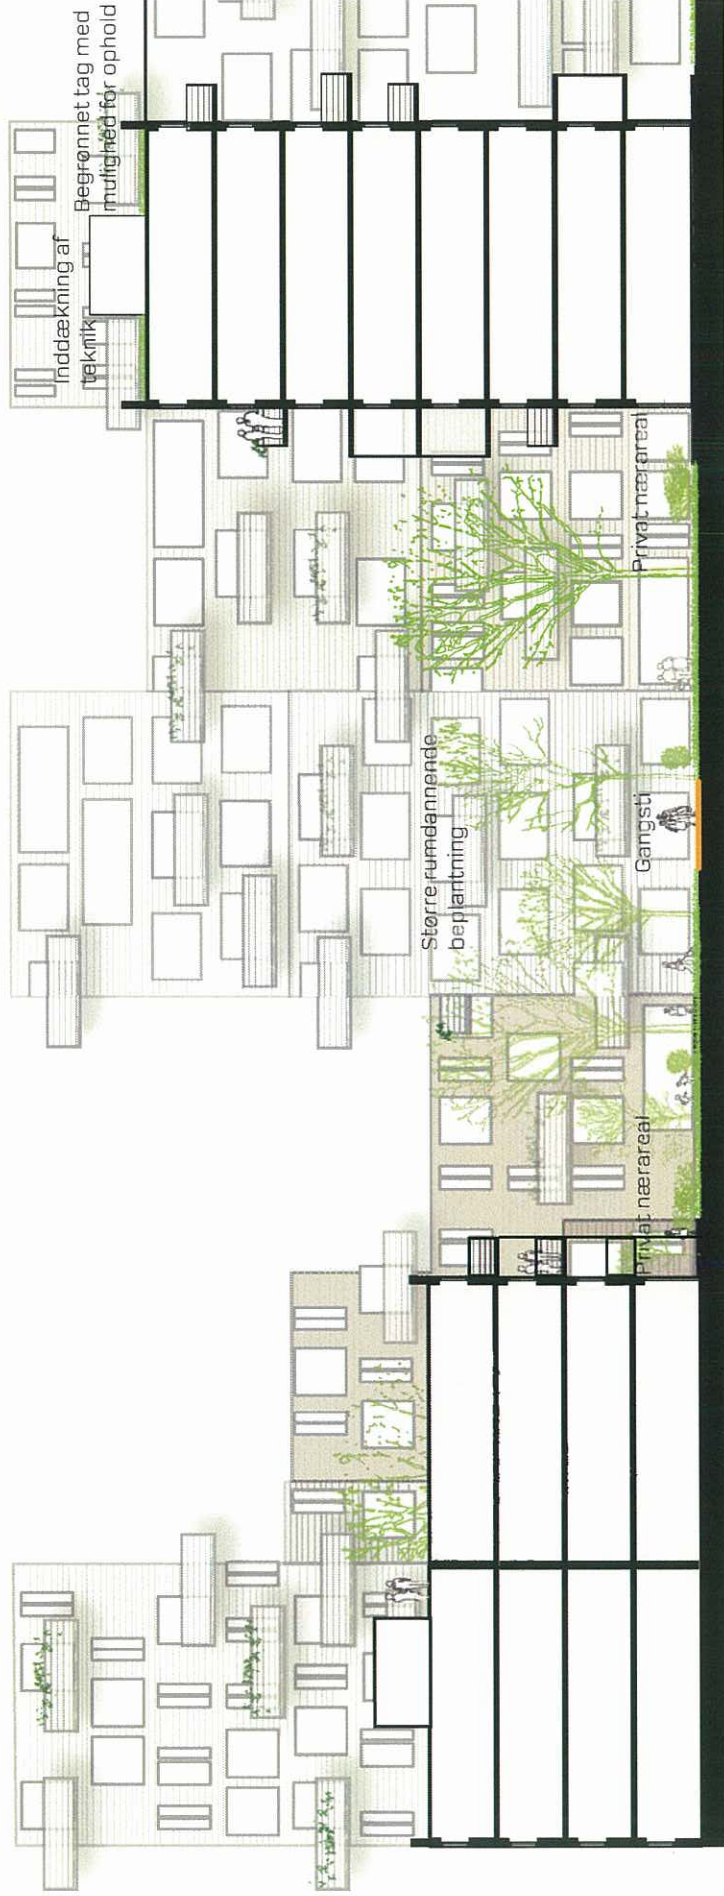 Begrønnet tag med
mulighed for ophold
Inddækning af
teknik
Større rumdannende
beplantning
Privat nærareal
Gangsti
Privat nærareal